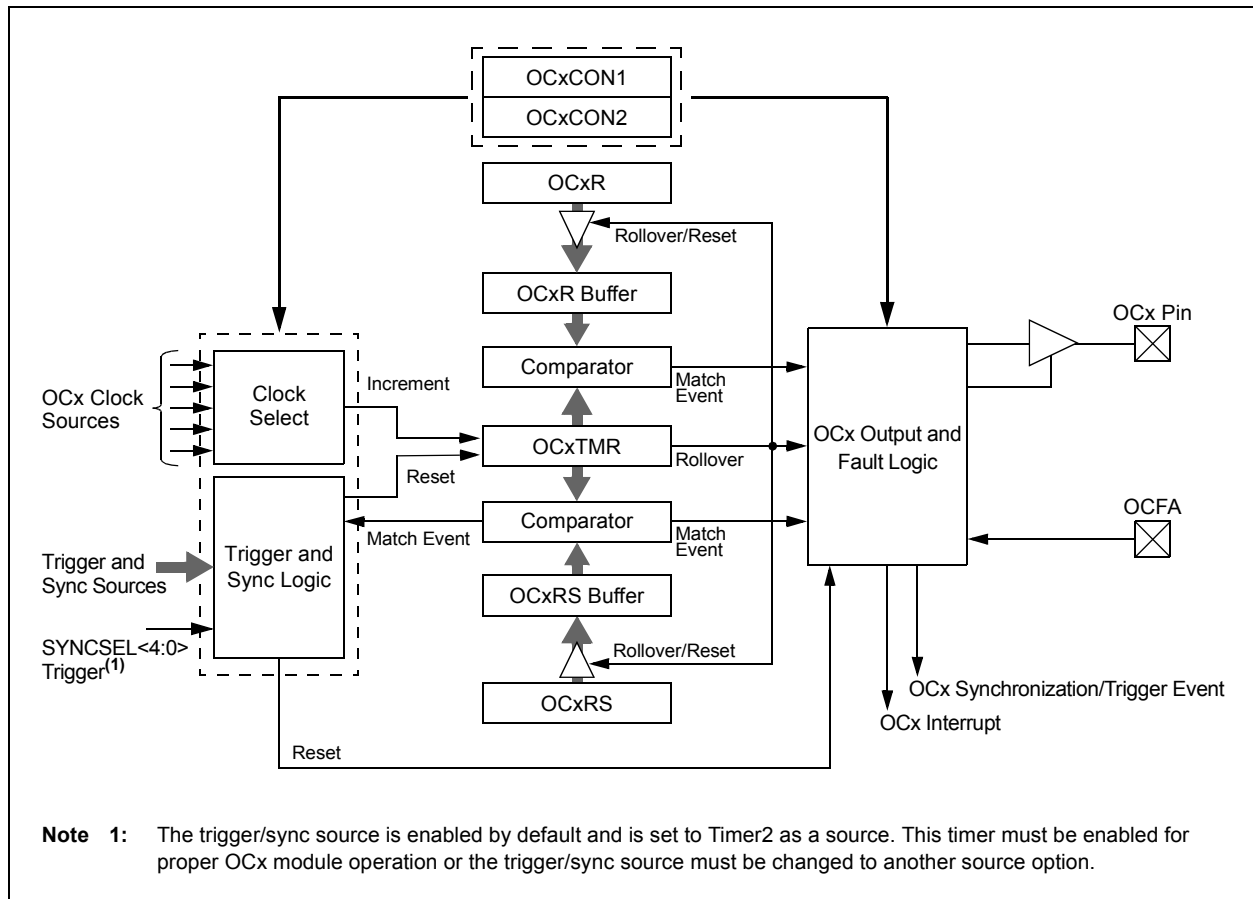 OCxCON1
OCxCON2
OCxR
Rollover/Reset
OCxR Buffer
OCx Pin
Comparator
Match
Event
Increment
OCx Clock
Sources
Clock
Select
OCxTMR
Rollover
OCx Output and
Fault Logic
Reset
Comparator
Match Event
Match
Event
OCFA
Trigger and
Sync Sources
Trigger and
Sync Logic
OCxRS Buffer
SYNCSEL<4:0>
Trigger(1)
Rollover/Reset
OCxRS
OCx Synchronization/Trigger Event
OCx Interrupt
Reset
Note 1: The trigger/sync source is enabled by default and is set to Timer2 as a source. This timer must be enabled for
proper OCx module operation or the trigger/sync source must be changed to another source option.